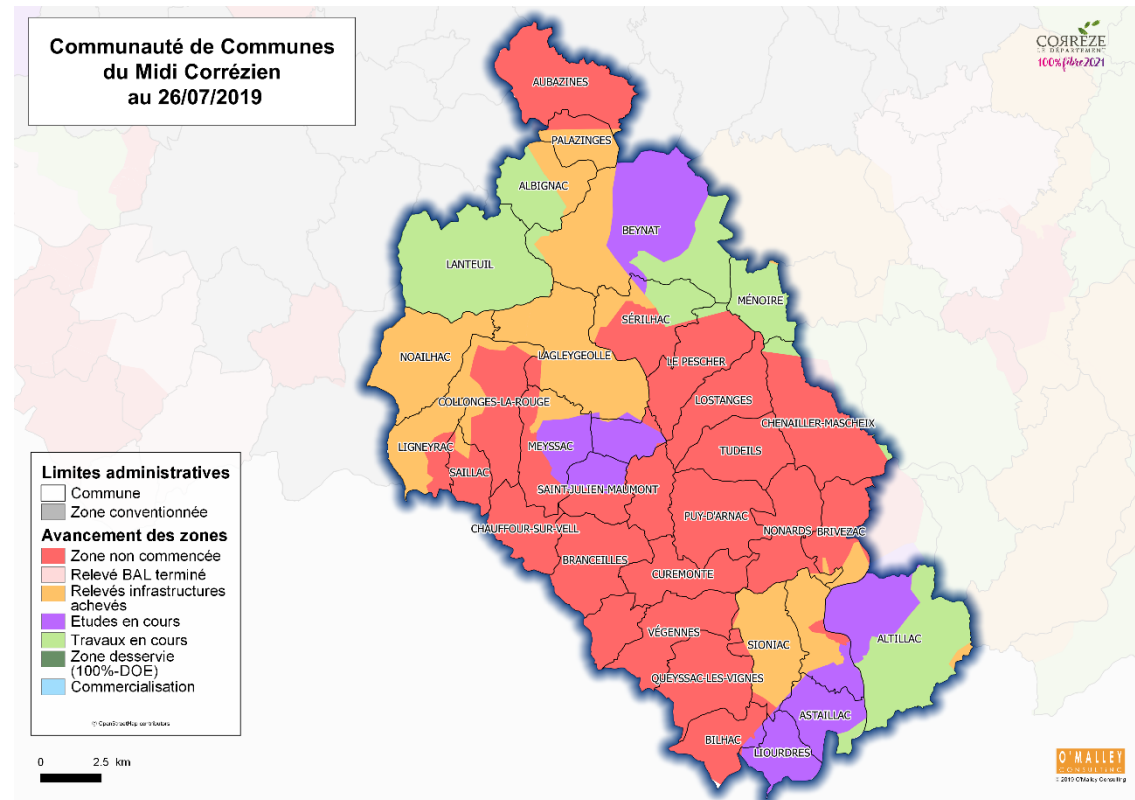 Communauté de Communes
du Midi Corrézien
au 26/07/2019
CORRÈZE
LE DÉPARTEMENT
100% fibre 2021
AUBAZINES
PALAZINGES
ALBIGNAC
BEYNAT
LANTEUIL
MÉNOIRE
SÉRILHAC
NOAILHAC
LAGLEYGEOLLE
LE PESCHER
COLLONGES-LA-ROUGE
LOSTANGES
CHENAILLER-MASCHEIX
LIGNEYRAC
MEYSSAC
TUDEILS
SAILLAC
SAINT-JULIEN-MAUMONT
PUY-D'ARNAC
CHAUFFOUR-SUR-VELL
NONARDS
BRIVEZAC
BRANCEILLES
CUREMONTE
VÉGENNES
SIONIAC
ALTILLAC
QUEYSSAC-LES-VIGNES
ASTAILLAC
BILHAC
LIOURDRES
Limites administratives
Commune
Zone conventionnée
Avancement des zones
Zone non commencée
Relevé BAL terminé
Relevés infrastructures
achevés
Etudes en cours
Travaux en cours
Zone desservie
(100%-DOE)
Commercialisation
© OpenStreetMap contributors
0 2.5 km
O'MALLEY
CONSULTING
© 2019 O'Malley Consulting